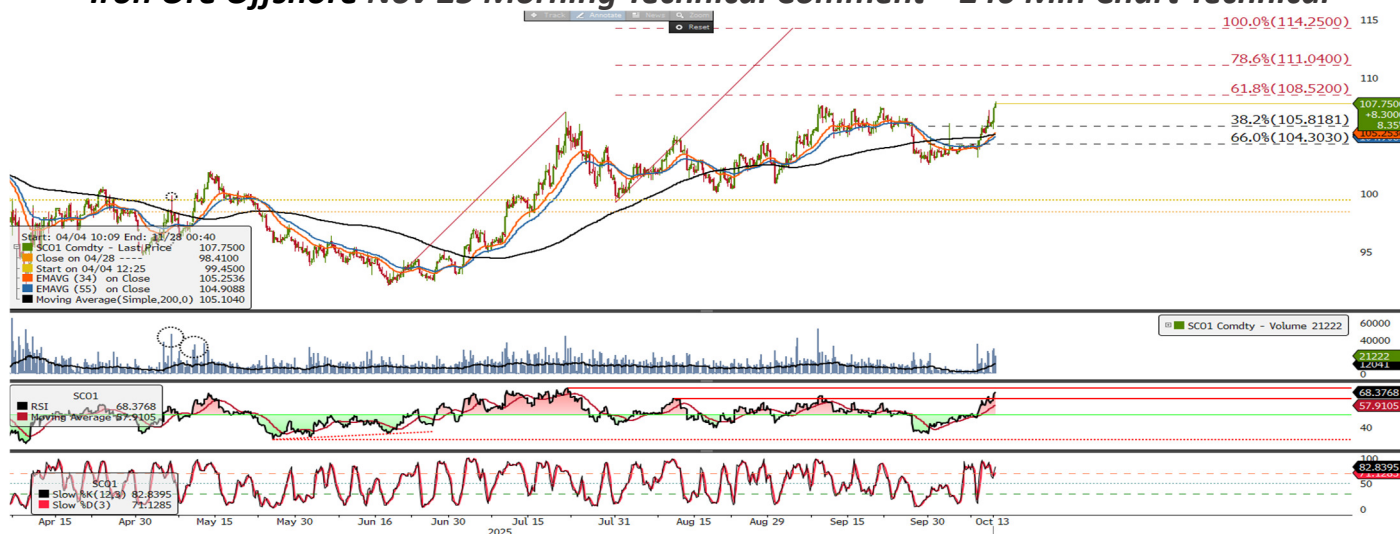 Iron Ore Offshore Nov 25 Morning Technical Comment – 240 Min Chart Technical
Track Annotate News Zoom
Reset
100.0%(114.2500)
115
78.6%(111.0400)
110
61.8%(108.5200)
107.7500
+8.3000
38.2%(105.8181)
8.35
105.2536
66.0%(104.3030)
100
95
Start: 04/04 10:09 End: 11/28 00:40
SCO1 Comdty - Last Price 107.7500
Close on 04/28 ---- 98.4100
Start on 04/04 12:25 99.4500
EMAVG (34) on Close 105.2536
EMAVG (55) on Close 104.9088
Moving Average(Simple,200,0) 105.1040
SCO1 Comdty - Volume 21222
60000
40000
21222
12041
0
SCO1
RSI 68.3768
Moving Average 57.9105
68.3768
57.9105
40
100
82.8395
71.1285
50
0
SCO1
Slow %K(12,3) 82.8395
Slow %D(3) 71.1285
Apr 15 Apr 30 May 15 May 30 Jun 16 Jun 30 Jul 15 Jul 31 Aug 15 Aug 29 Sep 15 Sep 30 Oct 13
2025